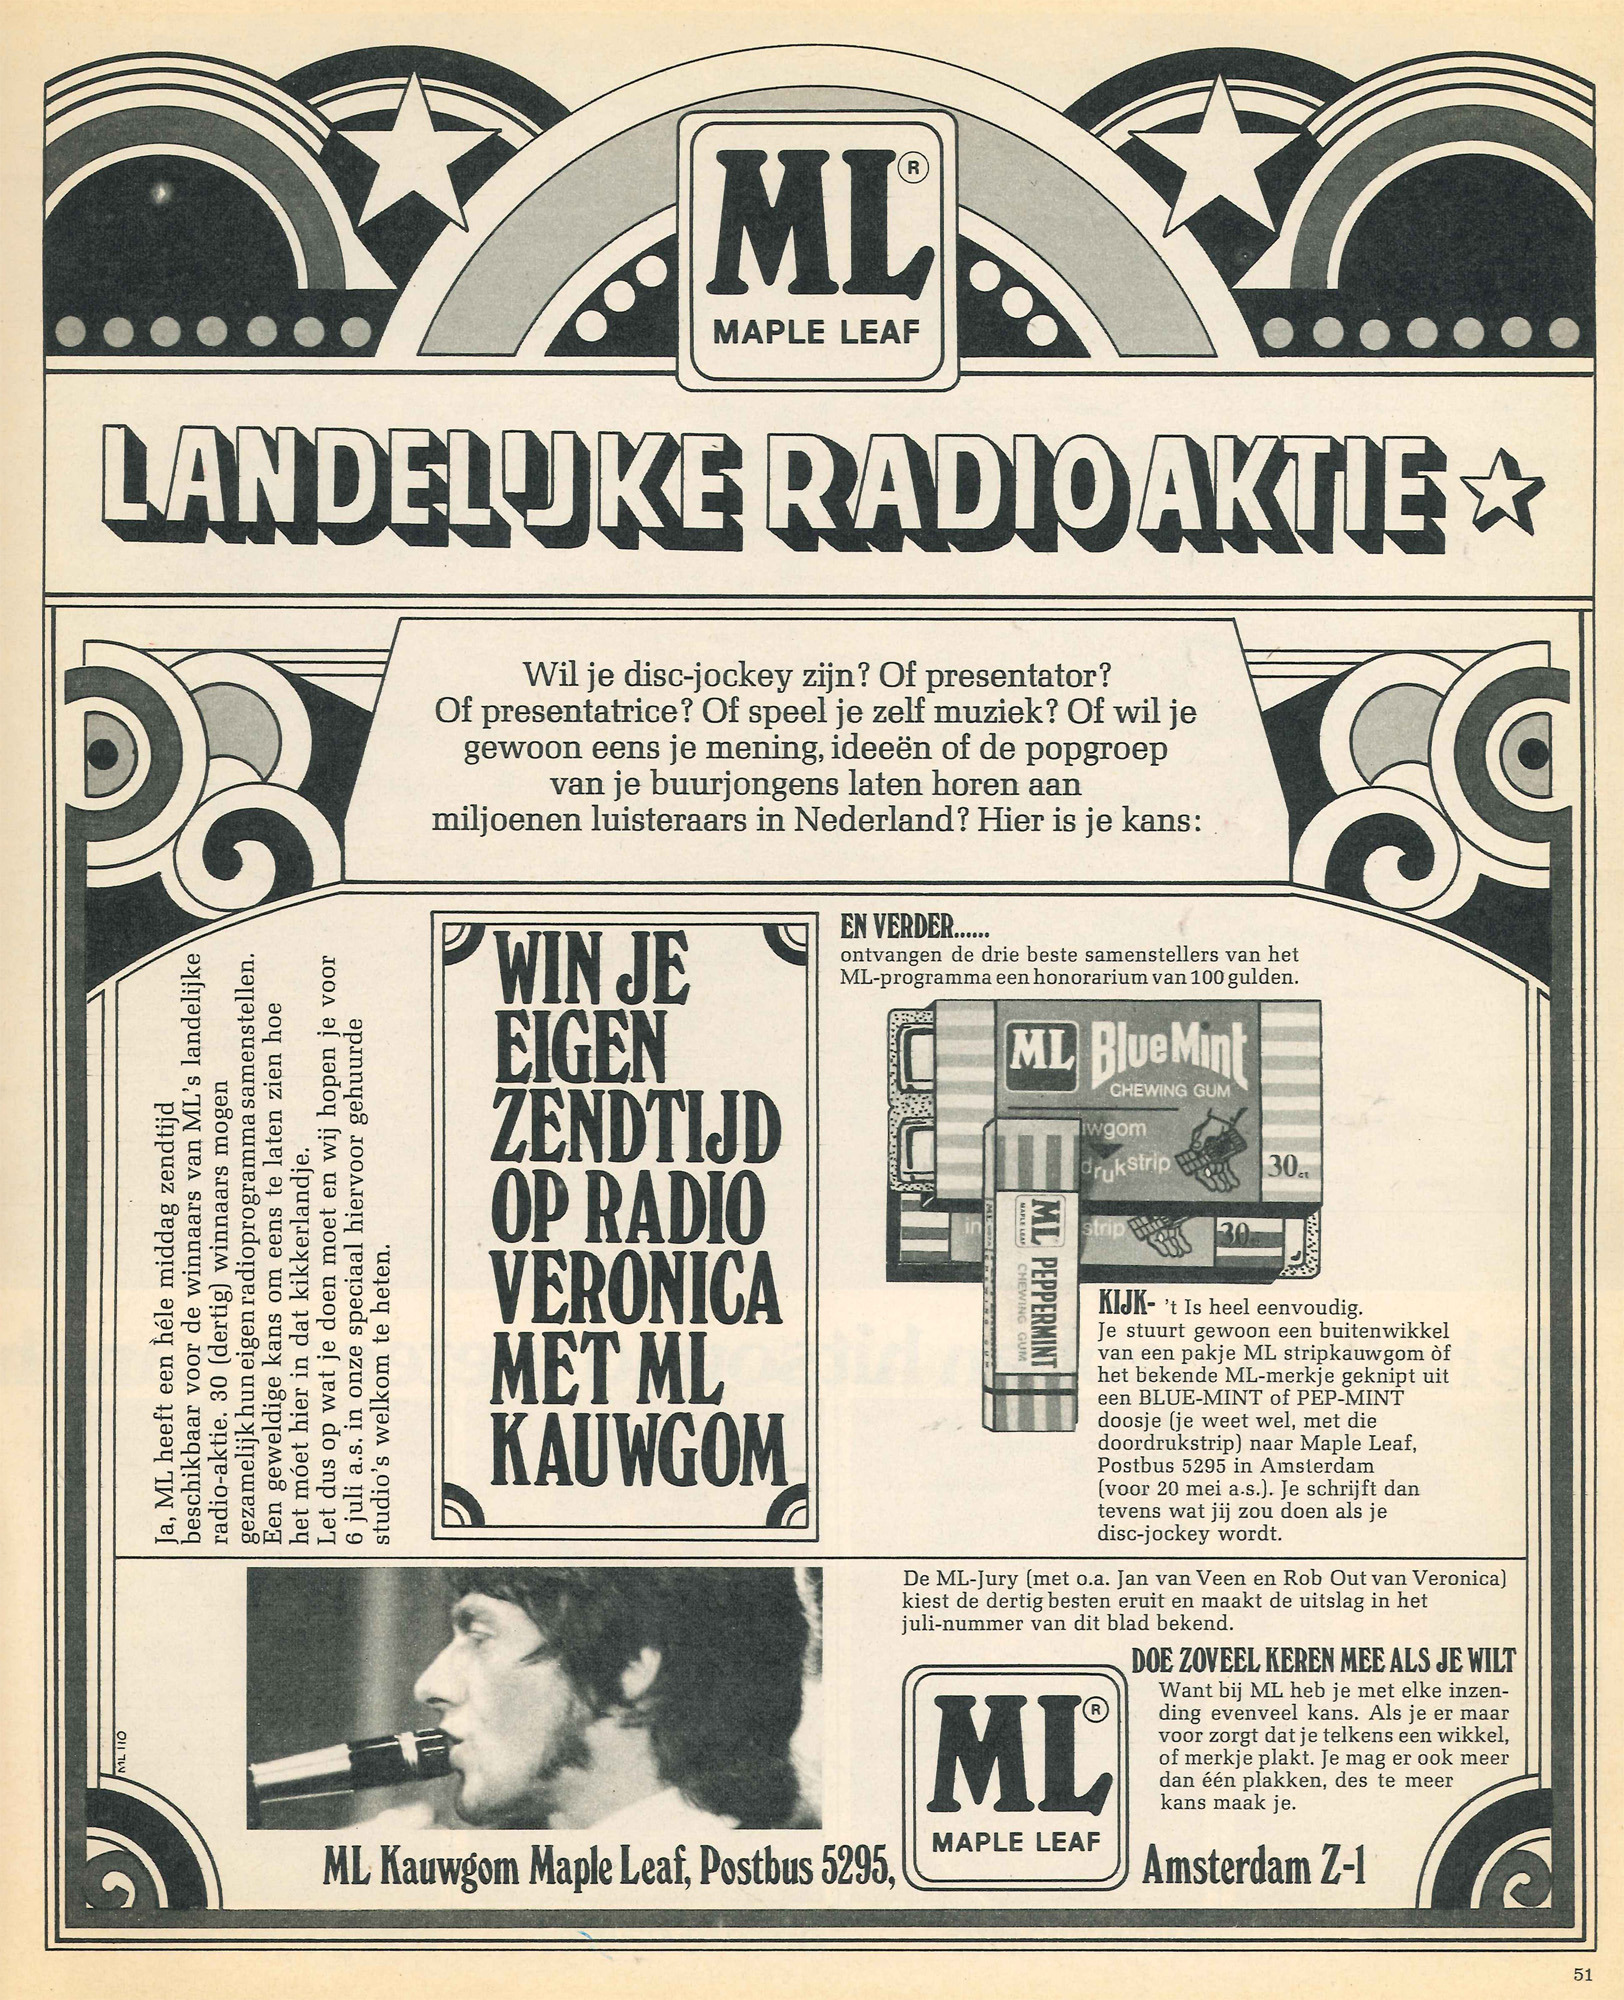 ML®
MAPLE LEAF
LANDELIJKE RADIO AKTIE
Wil je disc-jockey zijn? Of presentator?
Of presentatrice? Of speel je zelf muziek? Of wil je
gewoon eens je mening, ideeën of de popgroep
van je buurjongens laten horen aan
miljoenen luisteraars in Nederland? Hier is je kans:
Ja, ML heeft een héle middag zendtijd
beschikbaar voor de winnaars van ML's landelijke
radio-aktie. 30 (dertig) winnaars mogen
gezamelijk hun eigen radioprogramma samenstellen.
Een geweldige kans om eens te laten zien hoe
het móet hier in dat kikkerlandje.
Let dus op wat je doen moet en wij hopen je voor
6 juli a.s. in onze speciaal hiervoor gehuurde
studio's welkom te heten.
WIN JE
EIGEN
ZENDTIJD
OP RADIO
VERONICA
MET ML
KAUWGOM
EN VERDER......
ontvangen de drie beste samenstellers van het
ML-programma een honorarium van 100 gulden.
ML BlueMint
CHEWING GUM
wgom
drukstrip
30ct
in
strip
30
ML PEPPERMINT
MAPLE LEAF
CHEWING GUM
KIJK- 't Is heel eenvoudig.
Je stuurt gewoon een buitenwikkel
van een pakje ML stripkauwgom òf
het bekende ML-merkje geknipt uit
een BLUE-MINT of PEP-MINT
doosje (je weet wel, met die
doordrukstrip) naar Maple Leaf,
Postbus 5295 in Amsterdam
(voor 20 mei a.s.). Je schrijft dan
tevens wat jij zou doen als je
disc-jockey wordt.
De ML-Jury (met o.a. Jan van Veen en Rob Out van Veronica)
kiest de dertig besten eruit en maakt de uitslag in het
juli-nummer van dit blad bekend.
DOE ZOVEEL KEREN MEE ALS JE WILT
Want bij ML heb je met elke inzen-
ding evenveel kans. Als je er maar
voor zorgt dat je telkens een wikkel,
of merkje plakt. Je mag er ook meer
dan één plakken, des te meer
kans maak je.
ML 110
ML®
MAPLE LEAF
ML Kauwgom Maple Leaf, Postbus 5295, Amsterdam Z-1
51